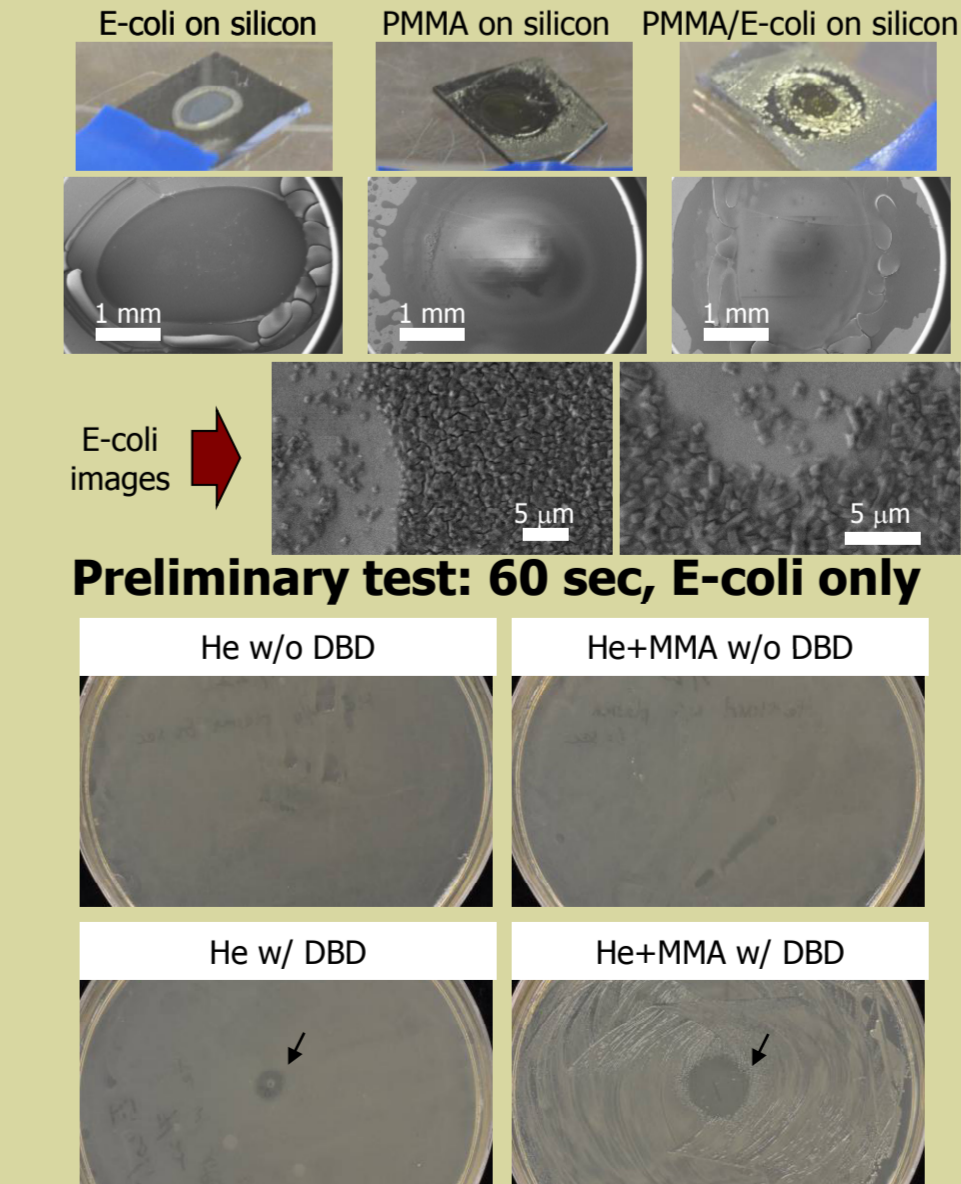 E-coli on silicon
PMMA on silicon
PMMA/E-coli on silicon
1 mm
1 mm
1 mm
E-coli
images
5 μm
5 μm
Preliminary test: 60 sec, E-coli only
He w/o DBD
He+MMA w/o DBD
He w/ DBD
He+MMA w/ DBD